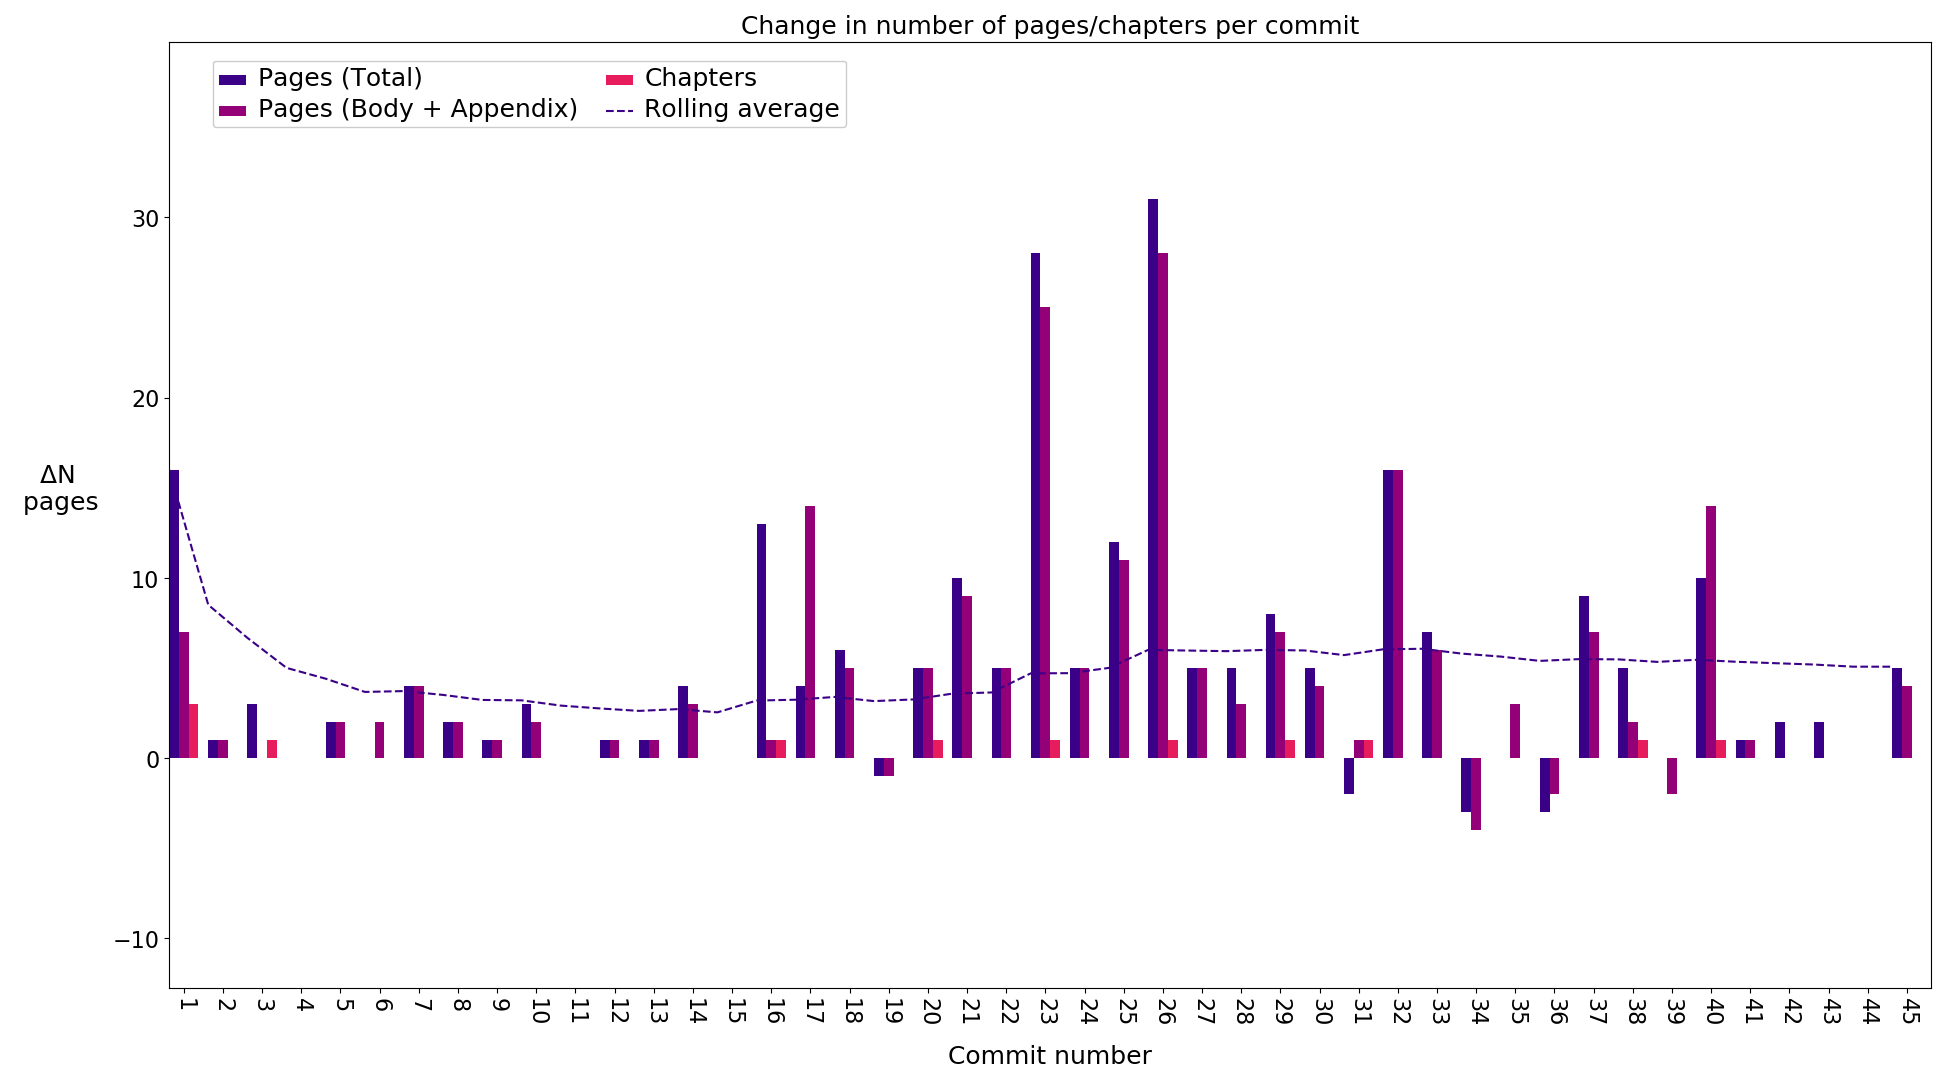 Change in number of pages/chapters per commit
Pages (Total)
Pages (Body + Appendix)
Chapters
Rolling average
ΔN
pages
30
20
10
0
−10
1 2 3 4 5 6 7 8 9 10 11 12 13 14 15 16 17 18 19 20 21 22 23 24 25 26 27 28 29 30 31 32 33 34 35 36 37 38 39 40 41 42 43 44 45
Commit number